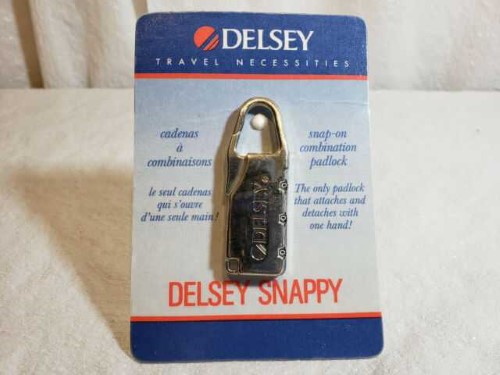 DELSEY
TRAVEL NECESSITIES
cadenas
à
combinaisons
le seul cadenas
qui s'ouvre
d'une seule main!
snap-on
combination
padlock
The only padlock
that attaches and
detaches with
one hand!
DELSEY
DELSEY SNAPPY